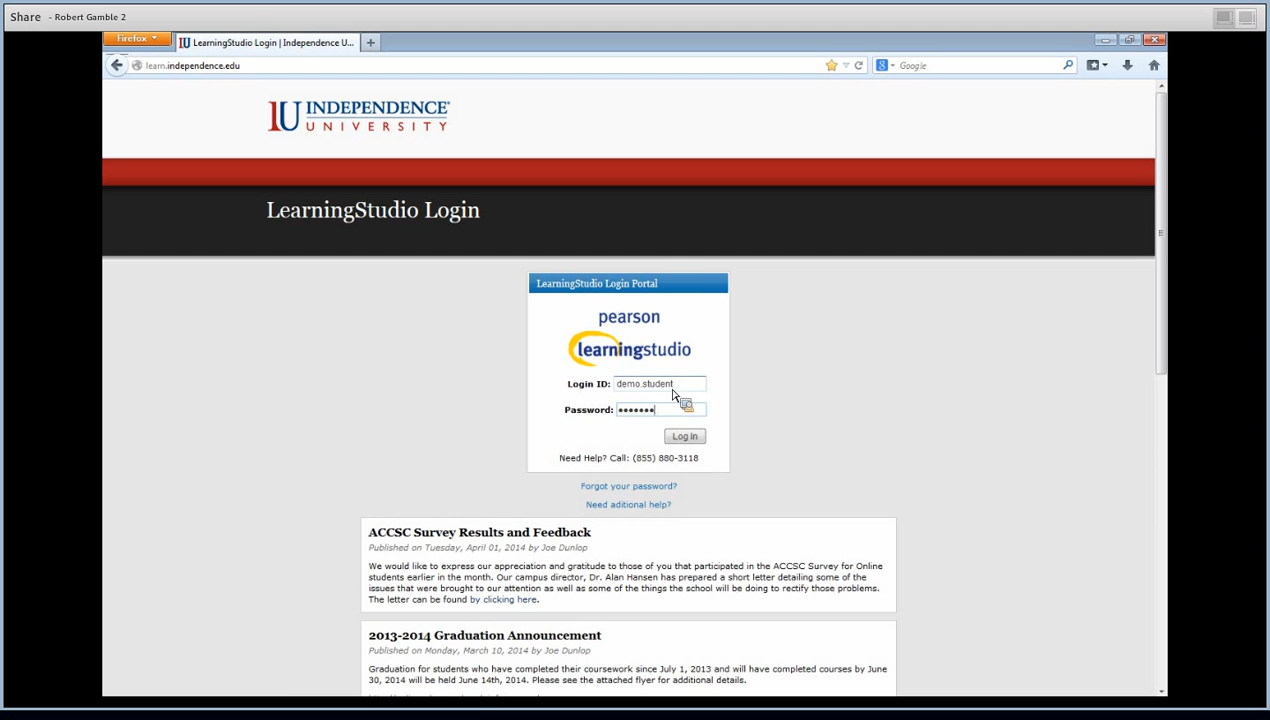 Share - Robert Gamble 2
Firefox
LearningStudio Login | Independence U...
learn.independence.edu
Google
IU INDEPENDENCE
UNIVERSITY
LearningStudio Login
LearningStudio Login Portal
pearson
learningstudio
Login ID: demo.student
Password: •••••••
Log In
Need Help? Call: (855) 880-3118
Forgot your password?
Need aditional help?
ACCSC Survey Results and Feedback
Published on Tuesday, April 01, 2014 by Joe Dunlop
We would like to express our appreciation and gratitude to those of you that participated in the ACCSC Survey for Online
students earlier in the month. Our campus director, Dr. Alan Hansen has prepared a short letter detailing some of the
issues that were brought to our attention as well as some of the things the school will be doing to rectify those problems.
The letter can be found by clicking here.
2013-2014 Graduation Announcement
Published on Monday, March 10, 2014 by Joe Dunlop
Graduation for students who have completed their coursework since July 1, 2013 and will have completed courses by June
30, 2014 will be held June 14th, 2014. Please see the attached flyer for additional details.